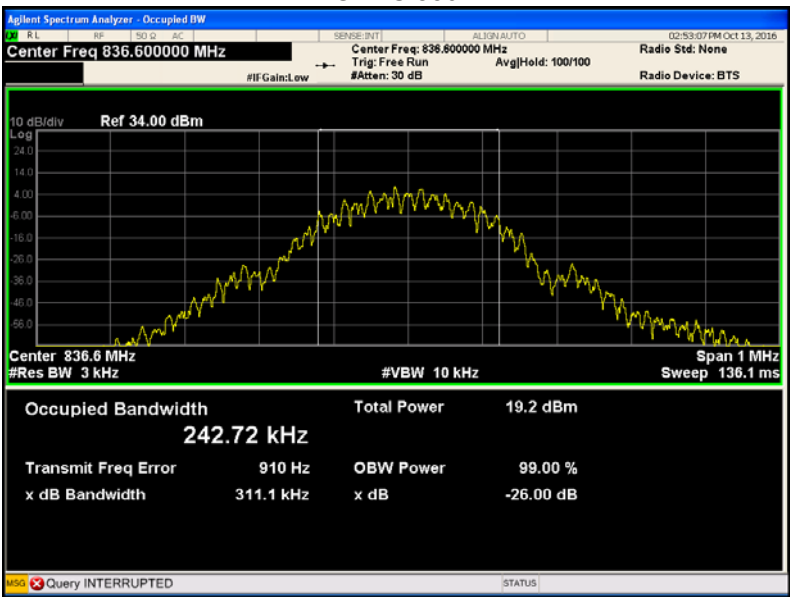 Agilent Spectrum Analyzer - Occupied BW
RL RF 50 Ω AC SENSE:INT ALIGNAUTO 02:53:07 PM Oct 13, 2016
Center Freq 836.600000 MHz
Center Freq: 836.600000 MHz
Radio Std: None
Trig: Free Run Avg|Hold: 100/100
#IFGain:Low #Atten: 30 dB Radio Device: BTS
10 dB/div Ref 34.00 dBm
Log
24.0
14.0
4.00
-6.00
-16.0
-26.0
-36.0
-46.0
-56.0
Center 836.6 MHz Span 1 MHz
#Res BW 3 kHz #VBW 10 kHz Sweep 136.1 ms
Occupied Bandwidth Total Power 19.2 dBm
242.72 kHz
Transmit Freq Error 910 Hz OBW Power 99.00 %
x dB Bandwidth 311.1 kHz x dB -26.00 dB
MSG Query INTERRUPTED STATUS